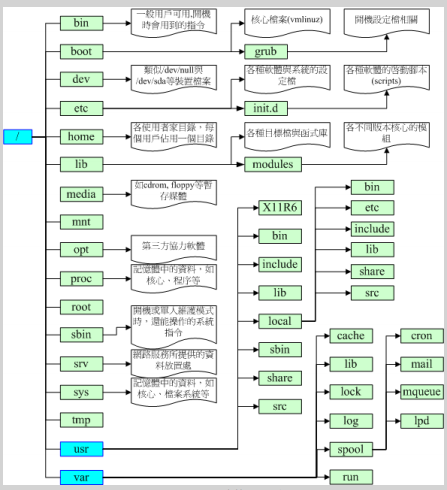 /
bin
一般用戶可用,開機
時會用到的指令
boot
核心檔案(vmlinuz)
grub
開機設定檔相關
dev
類似/dev/null與
/dev/sda等裝置檔案
etc
各種軟體與系統的設
定檔
init.d
各種軟體的啓動腳本
(scripts)
home
各使用者家目錄，每
個用戶佔用一個目錄
lib
各種目標檔與函式庫
modules
各不同版本核心的模
組
media
如cdrom, floppy等暫
存媒體
mnt
opt
第三方協力軟體
proc
記憶體中的資料，如
核心、程序等
root
sbin
開機或單人維護模式
時，還能操作的系統
指令
srv
網路服務所提供的資
料放置處
sys
記憶體中的資料，如
核心、檔案系統等
tmp
usr
X11R6
bin
include
lib
local
bin
etc
include
lib
share
src
sbin
share
src
var
cache
lib
lock
log
spool
cron
mail
mqueue
lpd
run